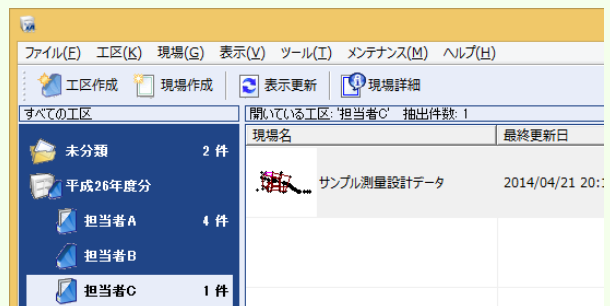 ファイル(F) 工区(K) 現場(G) 表示(V) ツール(T) メンテナンス(M) ヘルプ(H)
工区作成 現場作成 表示更新 現場詳細
すべての工区 開いている工区: '担当者C' 抽出件数: 1
現場名 最終更新日
未分類 2 件
サンプル測量設計データ 2014/04/21 20:
平成26年度分
担当者A 4 件
担当者B
担当者C 1 件